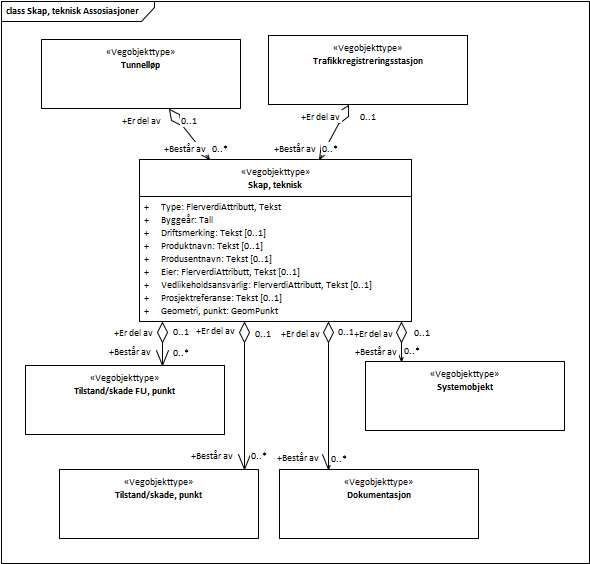 class Skap, teknisk Assosiasjoner
«Vegobjekttype»
Tunnelløp
«Vegobjekttype»
Trafikkregistreringsstasjon
+Er del av
0..1
+Er del av
0..1
+Består av
0..*
+Består av
0..*
«Vegobjekttype»
Skap, teknisk
+ Type: FlerverdiAttributt, Tekst
+ Byggeår: Tall
+ Driftsmerking: Tekst [0..1]
+ Produktnavn: Tekst [0..1]
+ Produsentnavn: Tekst [0..1]
+ Eier: FlerverdiAttributt, Tekst [0..1]
+ Vedlikeholdsansvarlig: FlerverdiAttributt, Tekst [0..1]
+ Prosjektreferanse: Tekst [0..1]
+ Geometri, punkt: GeomPunkt
+Er del av
0..1
+Er del av
0..1
+Er del av
0..1
+Er del av
0..1
+Består av
0..*
+Består av
0..*
«Vegobjekttype»
Tilstand/skade FU, punkt
«Vegobjekttype»
Systemobjekt
+Består av
0..*
+Består av
0..*
«Vegobjekttype»
Tilstand/skade, punkt
«Vegobjekttype»
Dokumentasjon